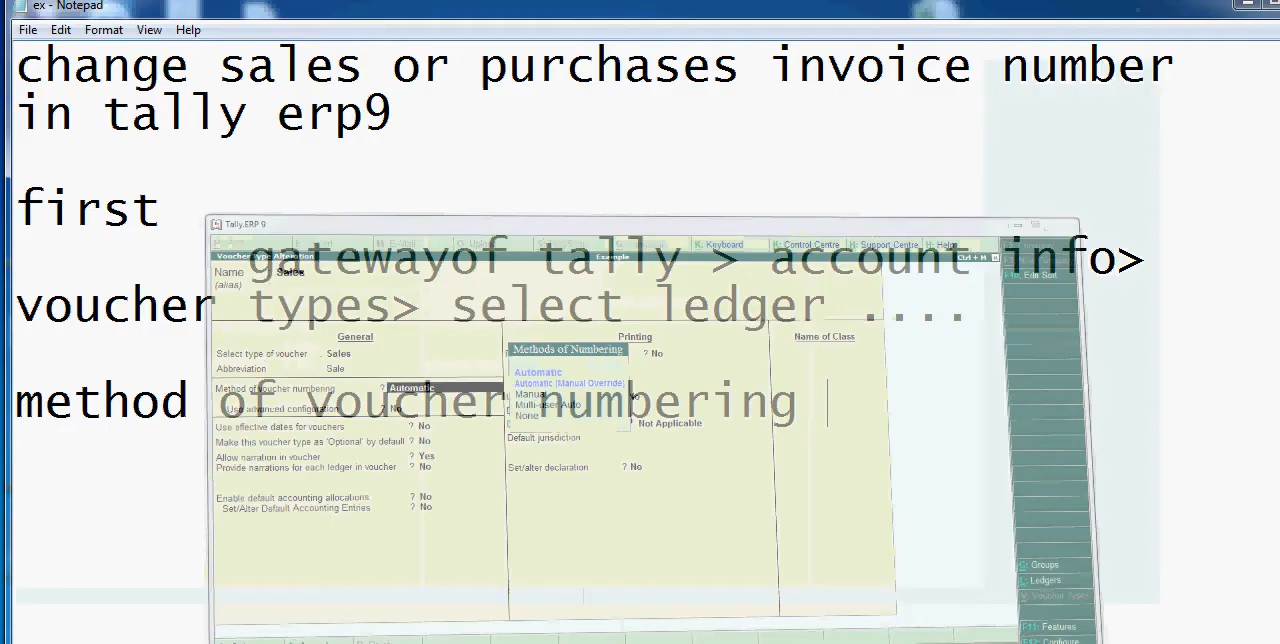 ex - Notepad
File Edit Format View Help
change sales or purchases invoice number
in tally erp9
first
gatewayof tally > account info>
voucher types> select ledger ....
method of voucher numbering
Tally.ERP 9
K: Keyboard K: Control Centre H: Support Centre H: Help
Voucher Type Alteration Example Ctrl + M
Name Sales
(alias)
General Printing Name of Class
Select type of voucher . Sales
? No
Abbreviation Sale
Methods of Numbering
Automatic
Automatic (Manual Override)
Manual
Multi-user Auto
None
Method of voucher numbering ? Automatic
Use advanced configuration ? No
Use effective dates for vouchers ? No
Make this voucher type as 'Optional' by default ? No
Allow narration in voucher ? Yes
Provide narrations for each ledger in voucher ? No
Enable default accounting allocations ? No
Set/Alter Default Accounting Entries ? No
Not Applicable
Default jurisdiction
Set/alter declaration ? No
G: Groups
L: Ledgers
V: Voucher Types
F11: Features
F12: Configure